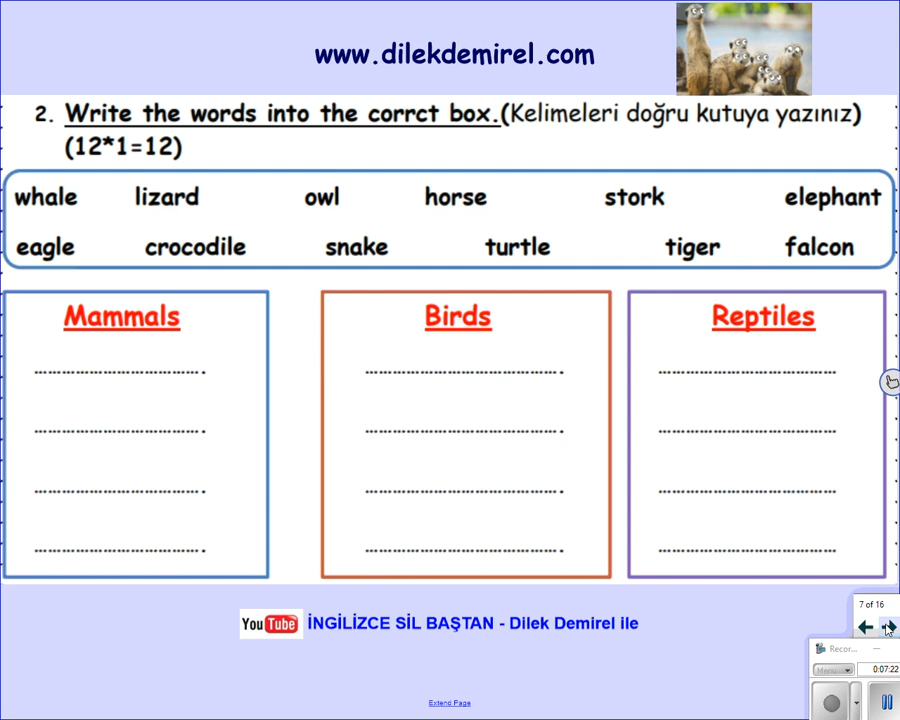 www.dilekdemirel.com
2. Write the words into the corrct box.(Kelimeleri doğru kutuya yazınız)
(12*1=12)
whale lizard owl horse stork elephant
eagle crocodile snake turtle tiger falcon
Mammals Birds Reptiles
................................... . ........................................ . .....................................
................................... . ........................................ . .....................................
................................... . ........................................ . .....................................
................................... . ........................................ . .....................................
7 of 16
YouTube İNGİLİZCE SİL BAŞTAN - Dilek Demirel ile
Recor...
Menu 0:07:22
Extend Page